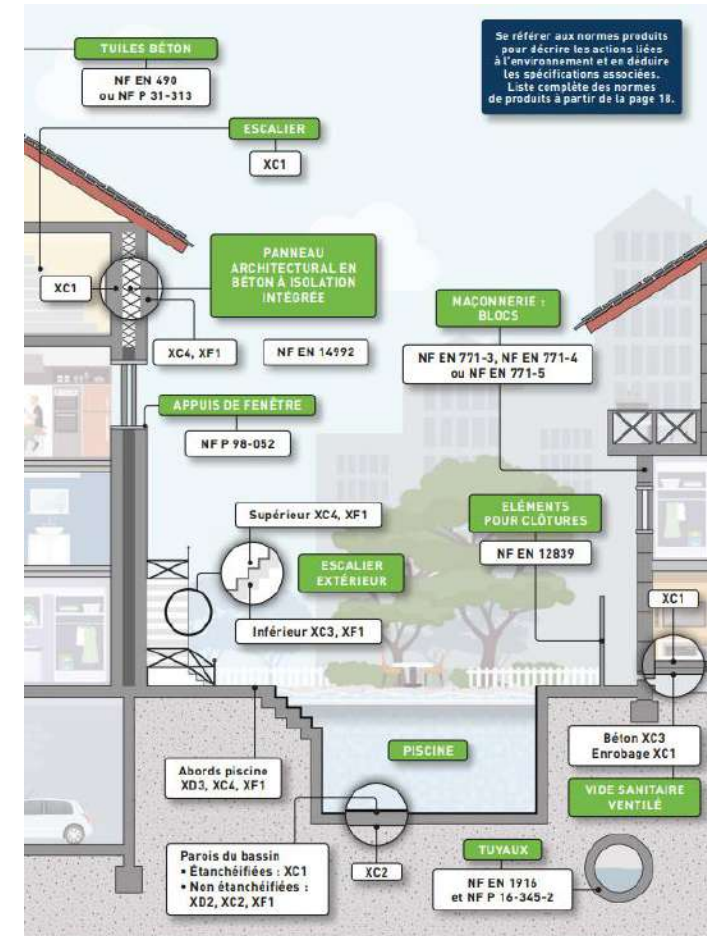 TUILES BÉTON
NF EN 490
ou NF P 31-313
Se référer aux normes produits
pour décrire les actions liées
à l'environnement et en déduire
les spécifications associées.
Liste complète des normes
de produits à partir de la page 18.
ESCALIER
XC1
PANNEAU
ARCHITECTURAL EN
BÉTON À ISOLATION
INTÉGRÉE
XC1
XC4, XF1
NF EN 14992
MAÇONNERIE :
BLOCS
NF EN 771-3, NF EN 771-4
ou NF EN 771-5
APPUIS DE FENÊTRE
NF P 98-052
Supérieur XC4, XF1
ESCALIER
EXTÉRIEUR
Inférieur XC3, XF1
ELÉMENTS
POUR CLÔTURES
NF EN 12839
XC1
Béton XC3
Enrobage XC1
VIDE SANITAIRE
VENTILÉ
PISCINE
Abords piscine
XD3, XC4, XF1
Parois du bassin
• Étanchéifiées : XC1
• Non étanchéifiées :
XD2, XC2, XF1
XC2
TUYAUX
NF EN 1916
et NF P 16-345-2